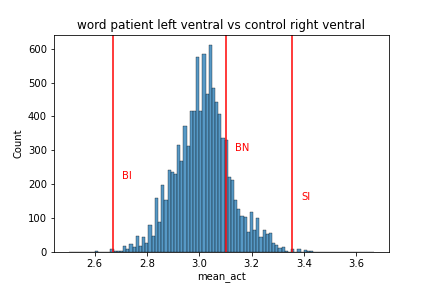 word patient left ventral vs control right ventral
600
500
400
300
200
100
0
Count
BI
BN
SI
2.6 2.8 3.0 3.2 3.4 3.6
mean_act